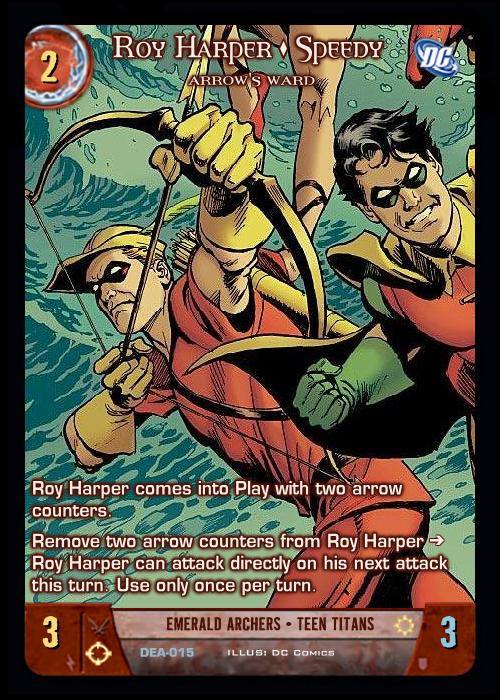 2
Roy Harper ♦ Speedy
DC
Arrow's Ward
Roy Harper comes into Play with two arrow
counters.
Remove two arrow counters from Roy Harper ➔
Roy Harper can attack directly on his next attack
this turn. Use only once per turn.
3
Emerald Archers • Teen Titans
3
DEA-015
Illus: DC Comics